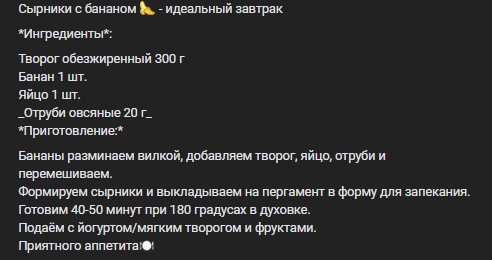 Сырники с бананом 🍌 - идеальный завтрак
*Ингредиенты*:
Творог обезжиренный 300 г
Банан 1 шт.
Яйцо 1 шт.
_Отруби овсяные 20 г_
*Приготовление:*
Бананы разминаем вилкой, добавляем творог, яйцо, отруби и
перемешиваем.
Формируем сырники и выкладываем на пергамент в форму для запекания.
Готовим 40-50 минут при 180 градусах в духовке.
Подаём с йогуртом/мягким творогом и фруктами.
Приятного аппетита🍽